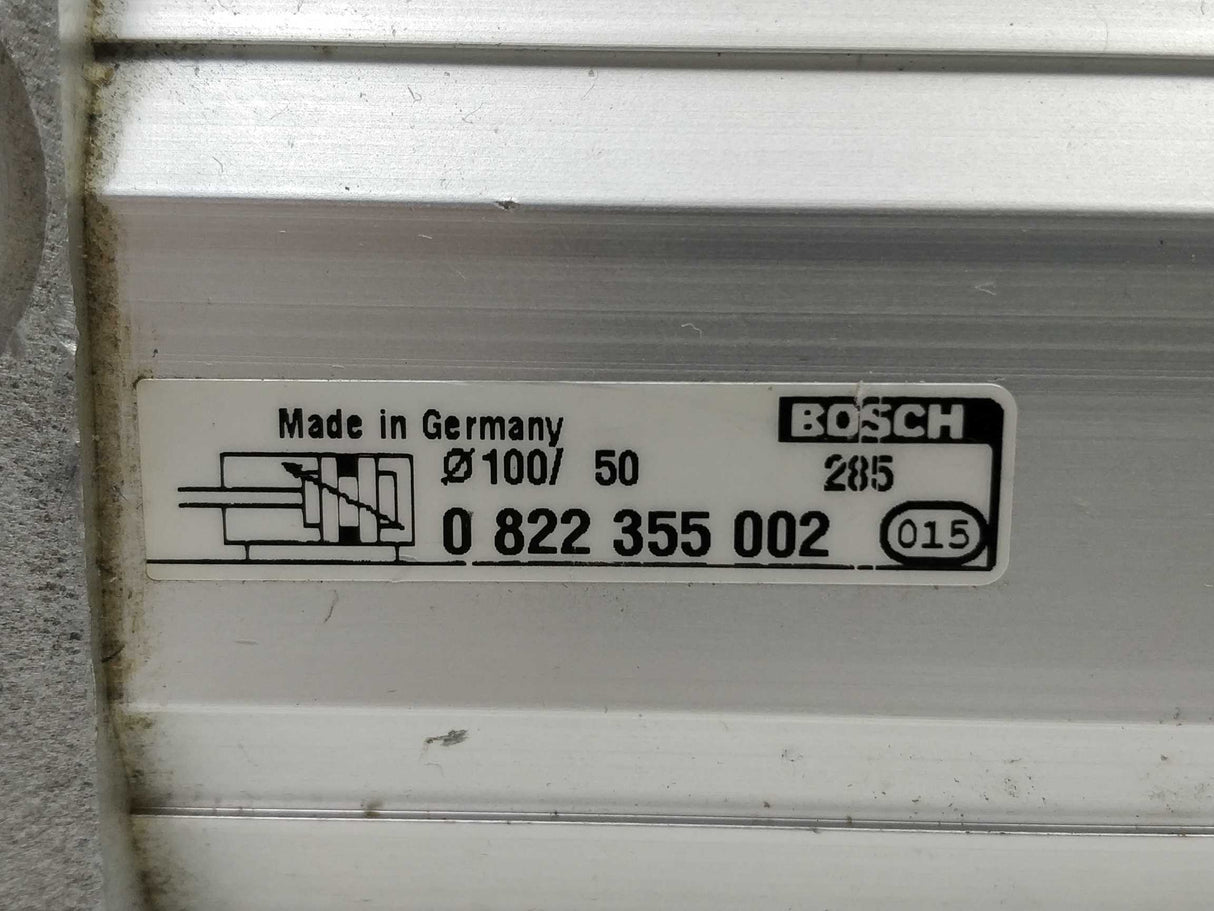 Made in Germany
BOSCH
Ø100/ 50
285
0 822 355 002
015